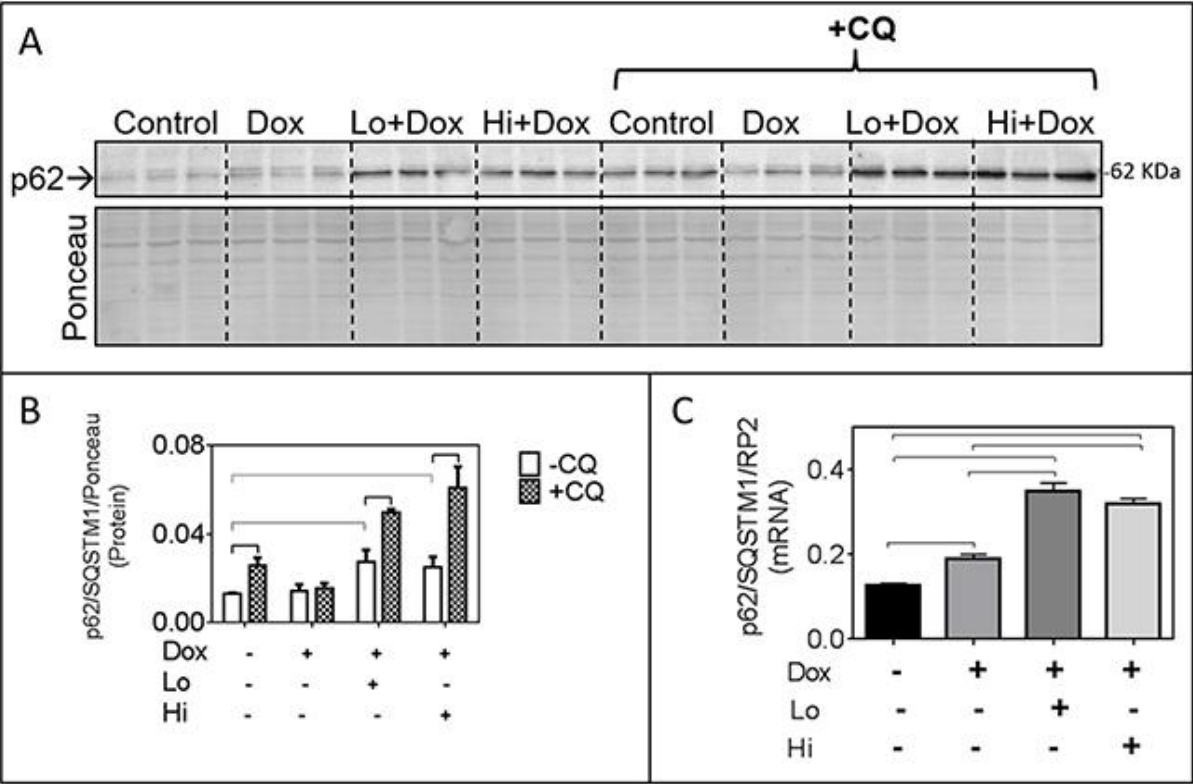 A
+CQ
Control Dox Lo+Dox Hi+Dox Control Dox Lo+Dox Hi+Dox
p62→ -62 KDa
Ponceau
B
p62/SQSTM1/Ponceau
(Protein)
0.08
0.04
0.00
-CQ
+CQ
Dox - + + +
Lo - - + -
Hi - - - +
C
p62/SQSTM1/RP2
(mRNA)
0.4
0.2
0.0
Dox - + + +
Lo - - + -
Hi - - - +